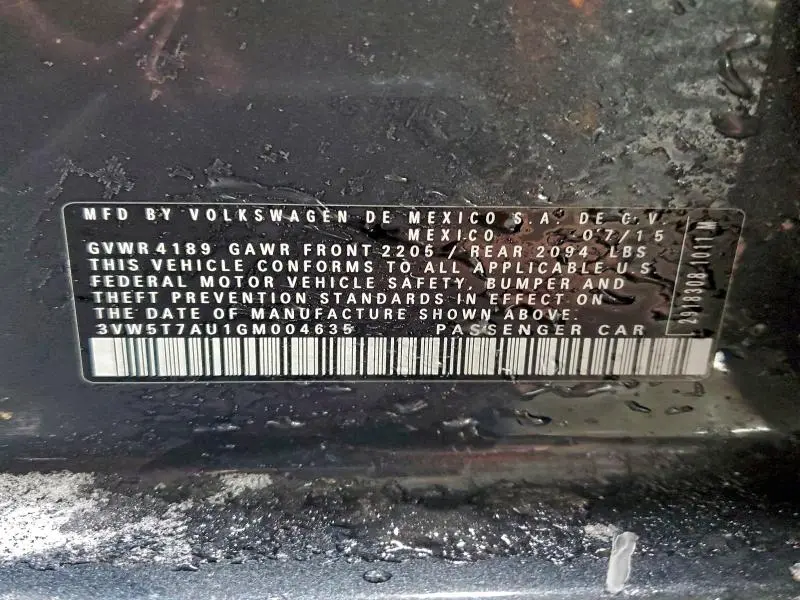 MFD BY VOLKSWAGEN DE MEXICO S.A. DE C.V.
MEXICO 07/15
GVWR 4189 GAWR FRONT 2205 / REAR 2094 LBS
THIS VEHICLE CONFORMS TO ALL APPLICABLE U.S.
FEDERAL MOTOR VEHICLE SAFETY, BUMPER AND
THEFT PREVENTION STANDARDS IN EFFECT ON
THE DATE OF MANUFACTURE SHOWN ABOVE.
3VW5T7AU1GM004635 PASSENGER CAR
2918308 1011 M